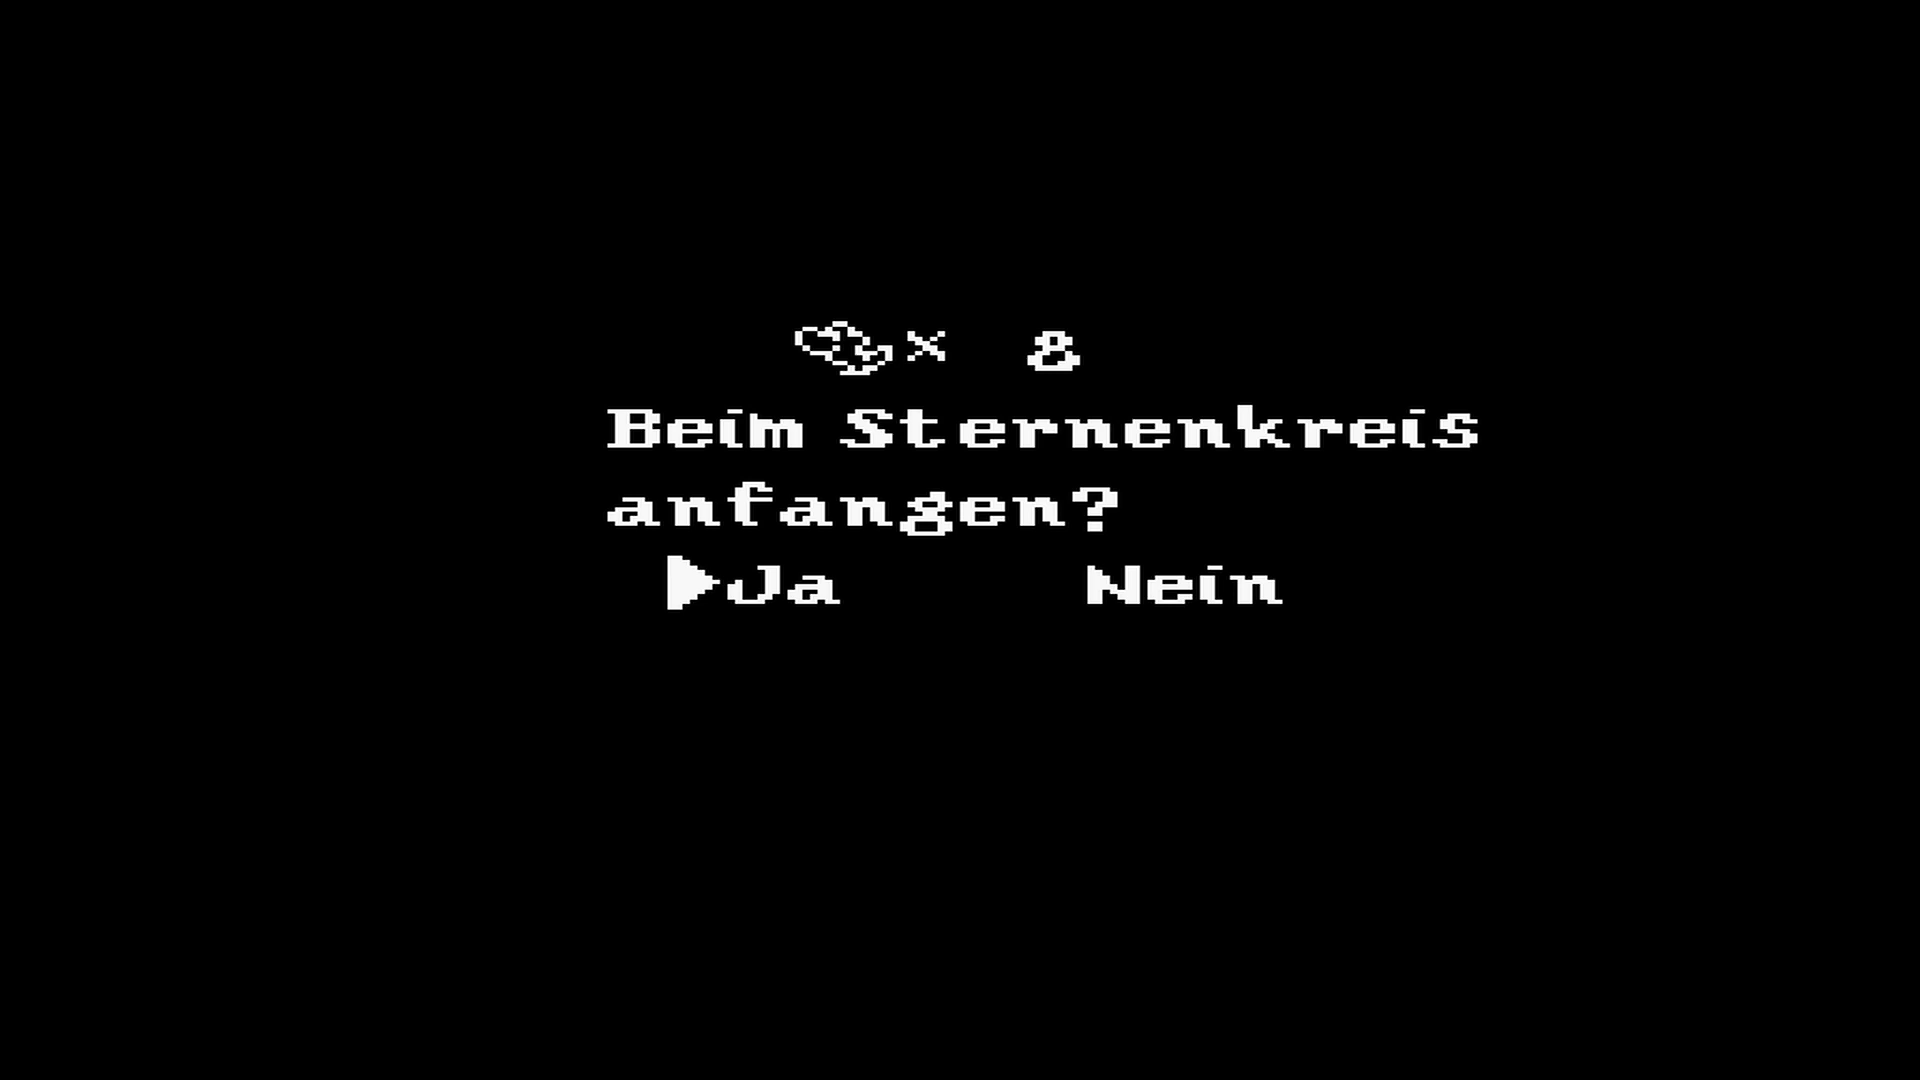 × 8
Beim Sternenkreis
anfangen?
▶Ja Nein